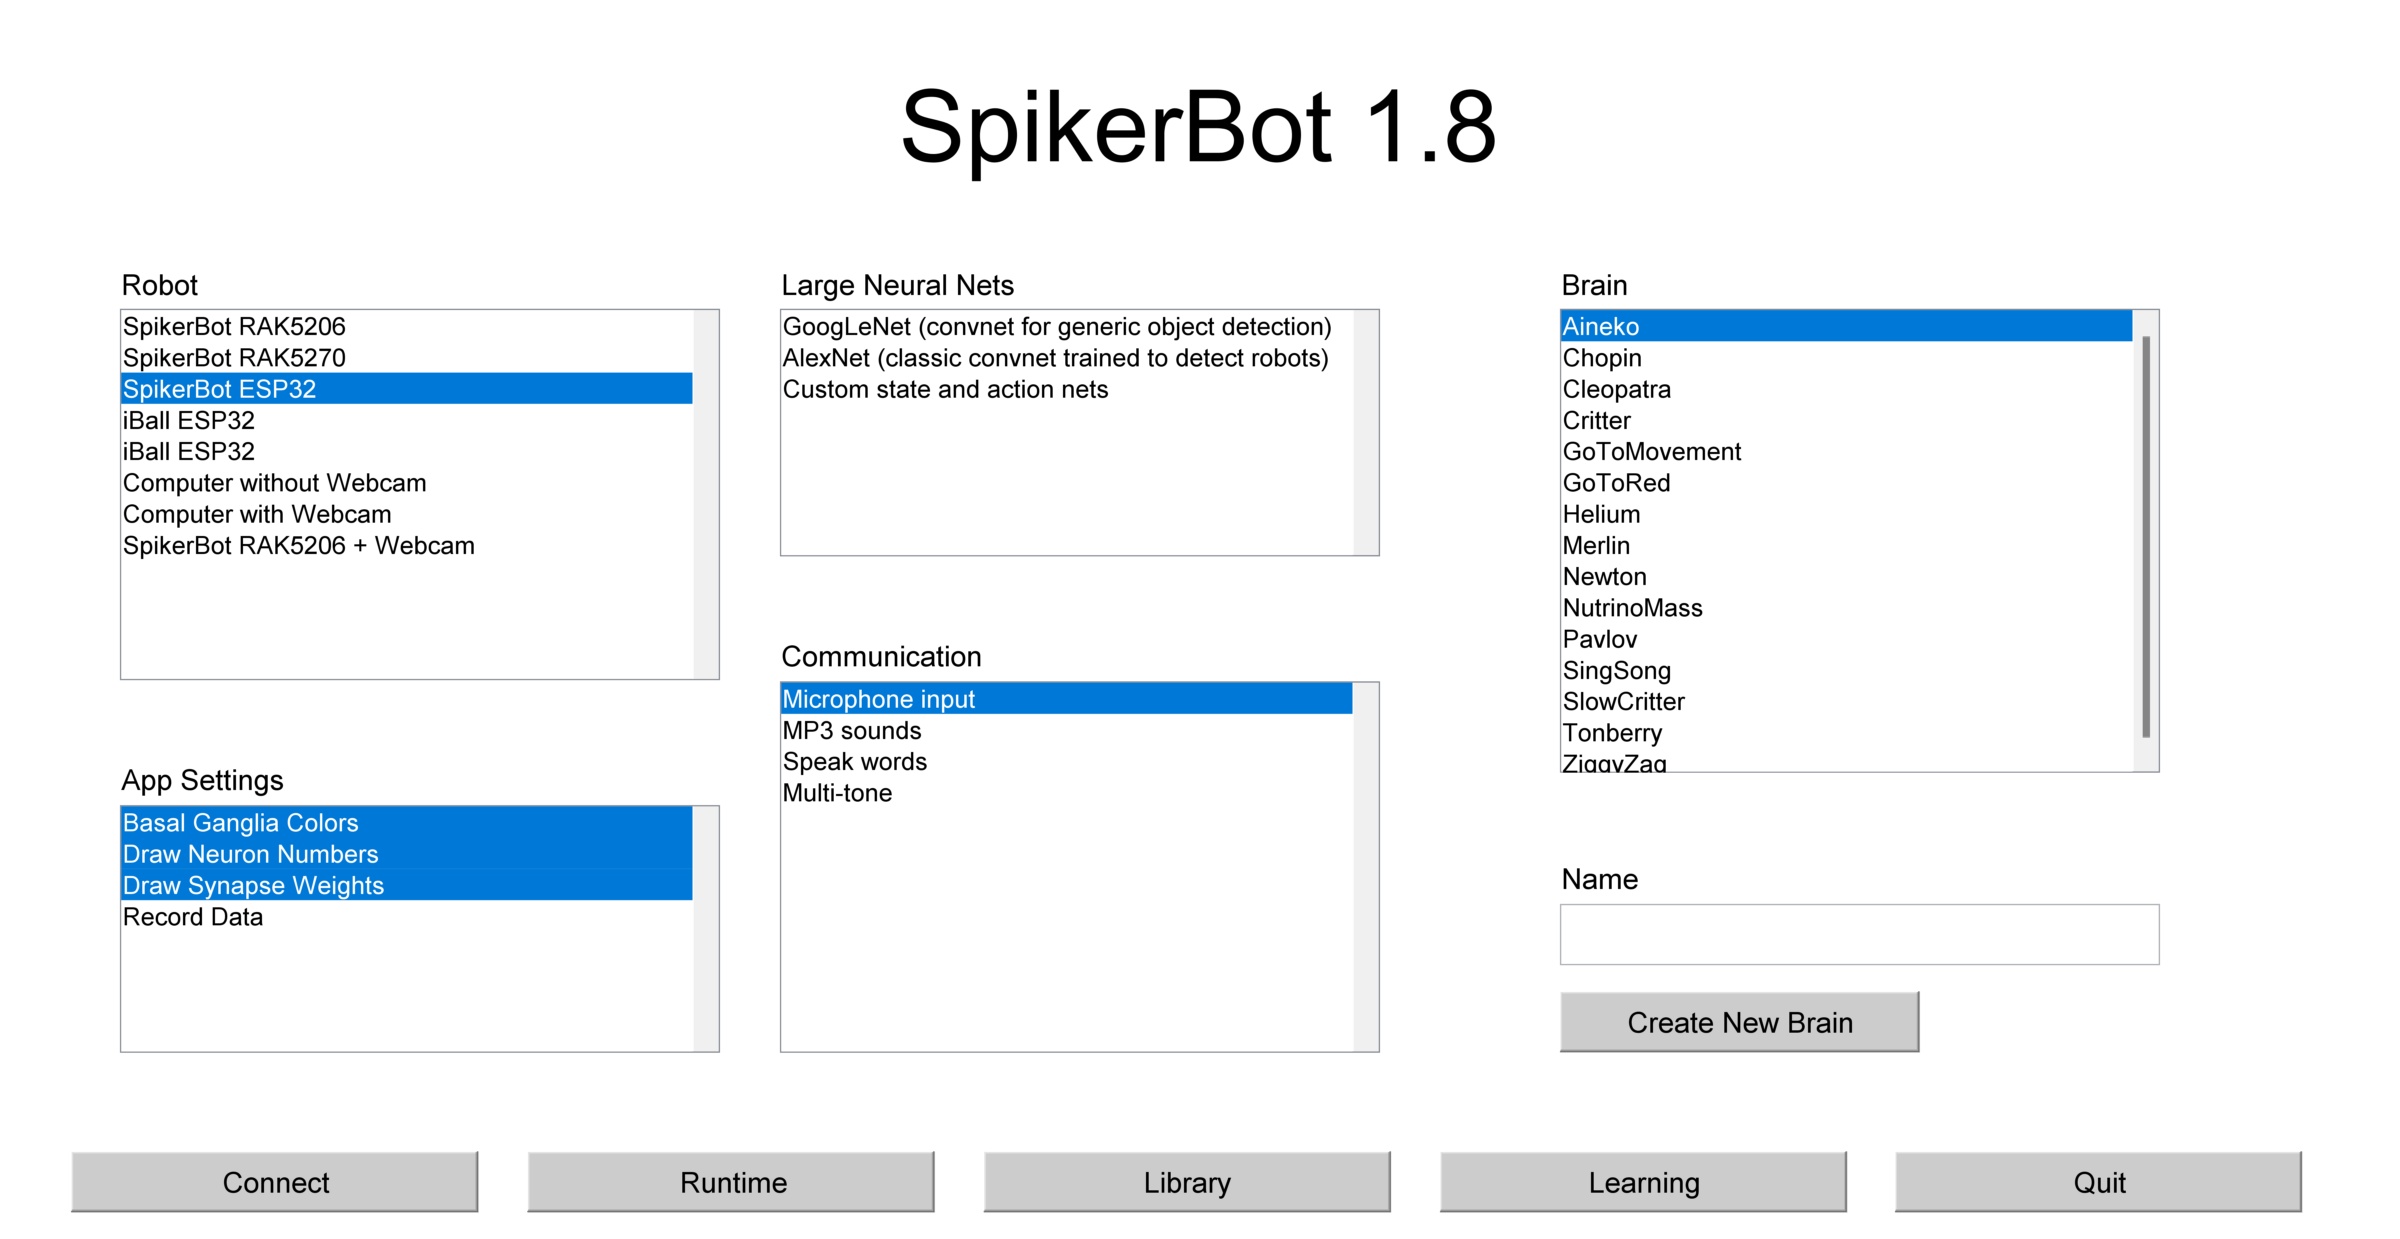 SpikerBot 1.8
Robot
SpikerBot RAK5206
SpikerBot RAK5270
SpikerBot ESP32
iBall ESP32
iBall ESP32
Computer without Webcam
Computer with Webcam
SpikerBot RAK5206 + Webcam
App Settings
Basal Ganglia Colors
Draw Neuron Numbers
Draw Synapse Weights
Record Data
Large Neural Nets
GoogLeNet (convnet for generic object detection)
AlexNet (classic convnet trained to detect robots)
Custom state and action nets
Communication
Microphone input
MP3 sounds
Speak words
Multi-tone
Brain
Aineko
Chopin
Cleopatra
Critter
GoToMovement
GoToRed
Helium
Merlin
Newton
NutrinoMass
Pavlov
SingSong
SlowCritter
Tonberry
ZiggyZag
Name
Create New Brain
Connect
Runtime
Library
Learning
Quit